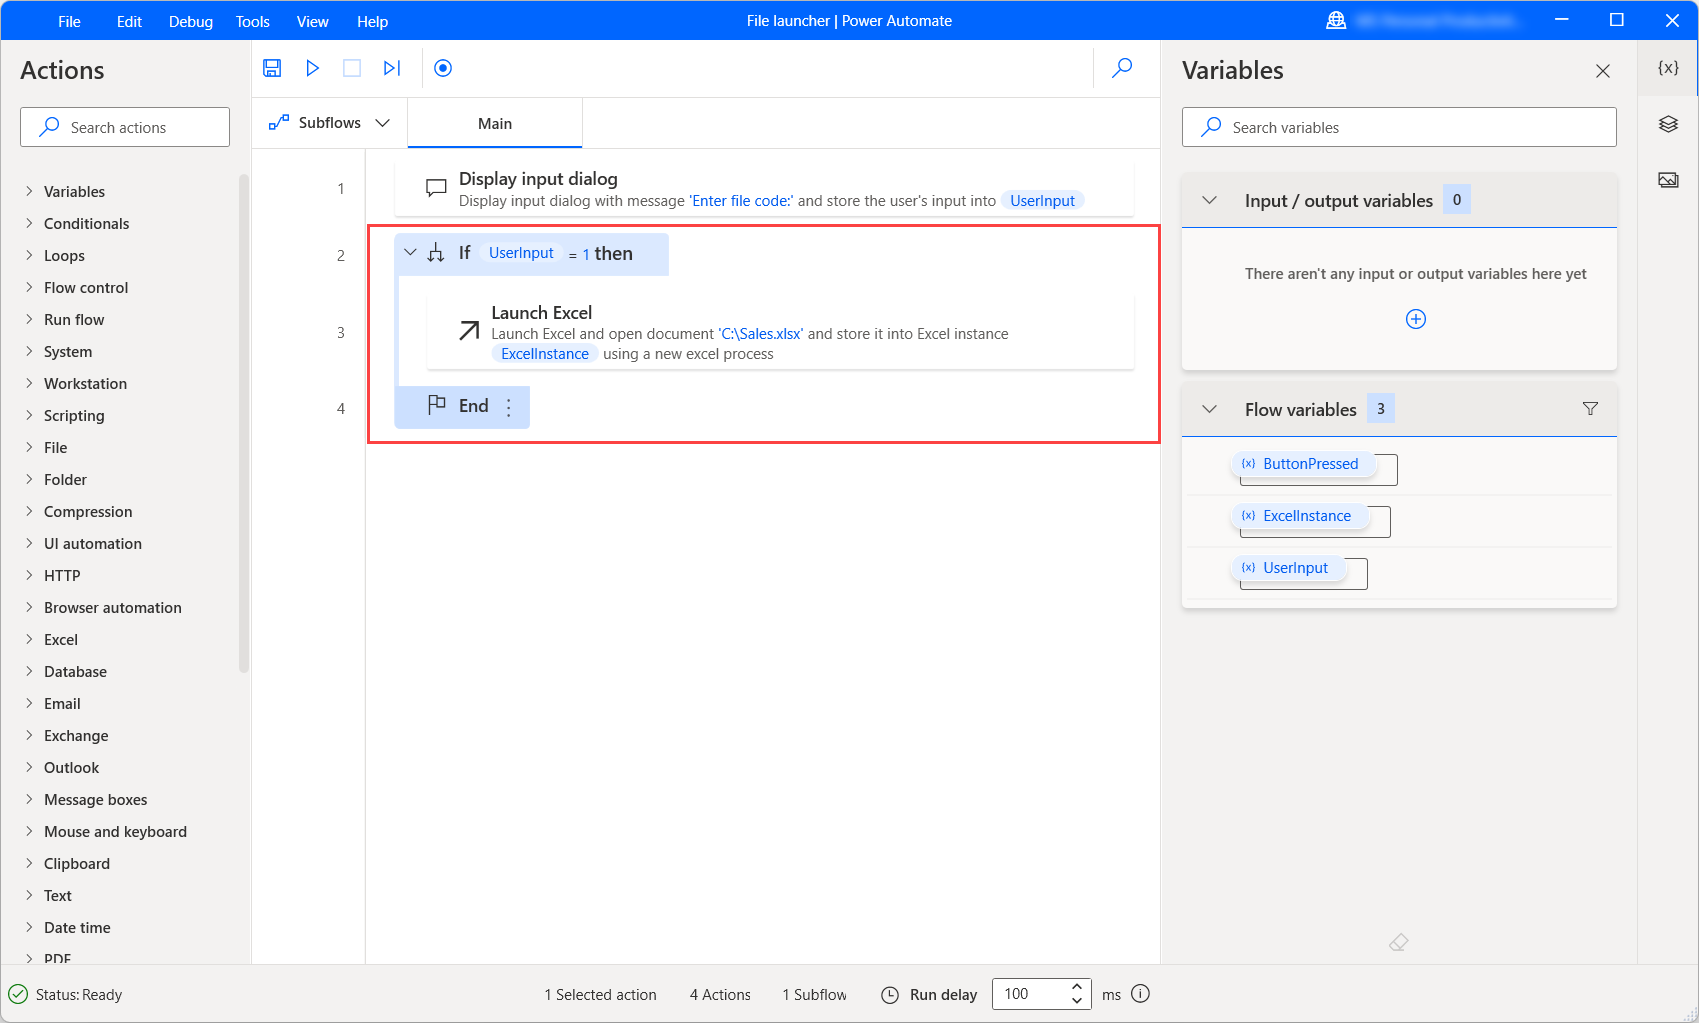 File Edit Debug Tools View Help
File launcher | Power Automate
Actions
Search actions
Variables
Conditionals
Loops
Flow control
Run flow
System
Workstation
Scripting
File
Folder
Compression
UI automation
HTTP
Browser automation
Excel
Database
Email
Exchange
Outlook
Message boxes
Mouse and keyboard
Clipboard
Text
Date time
PDF
Subflows
Main
1
Display input dialog
Display input dialog with message 'Enter file code:' and store the user's input into UserInput
2
If UserInput = 1 then
3
Launch Excel
Launch Excel and open document 'C:\Sales.xlsx' and store it into Excel instance
ExcelInstance using a new excel process
4
End
Variables
{x}
Search variables
Input / output variables 0
There aren't any input or output variables here yet
Flow variables 3
{x} ButtonPressed
{x} ExcelInstance
{x} UserInput
Status: Ready
1 Selected action
4 Actions
1 Subflow
Run delay 100 ms